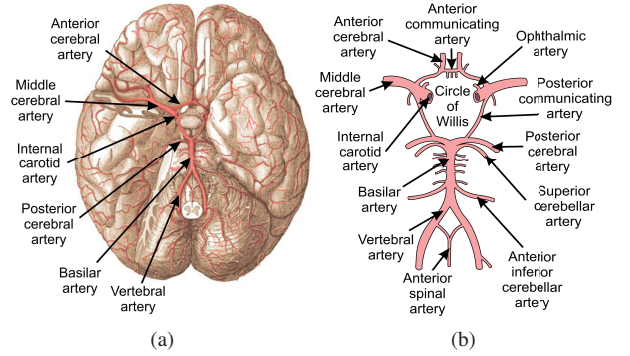 Anterior
cerebral
artery
Middle
cerebral
artery
Internal
carotid
artery
Posterior
cerebral
artery
Basilar
artery
Vertebral
artery
(a)
Anterior
cerebral
artery
Anterior
communicating
artery
Ophthalmic
artery
Middle
cerebral
artery
Circle
of
Willis
Posterior
communicating
artery
Internal
carotid
artery
Posterior
cerebral
artery
Basilar
artery
Superior
cerebellar
artery
Vertebral
artery
Anterior
spinal
artery
Anterior
inferior
cerebellar
artery
(b)